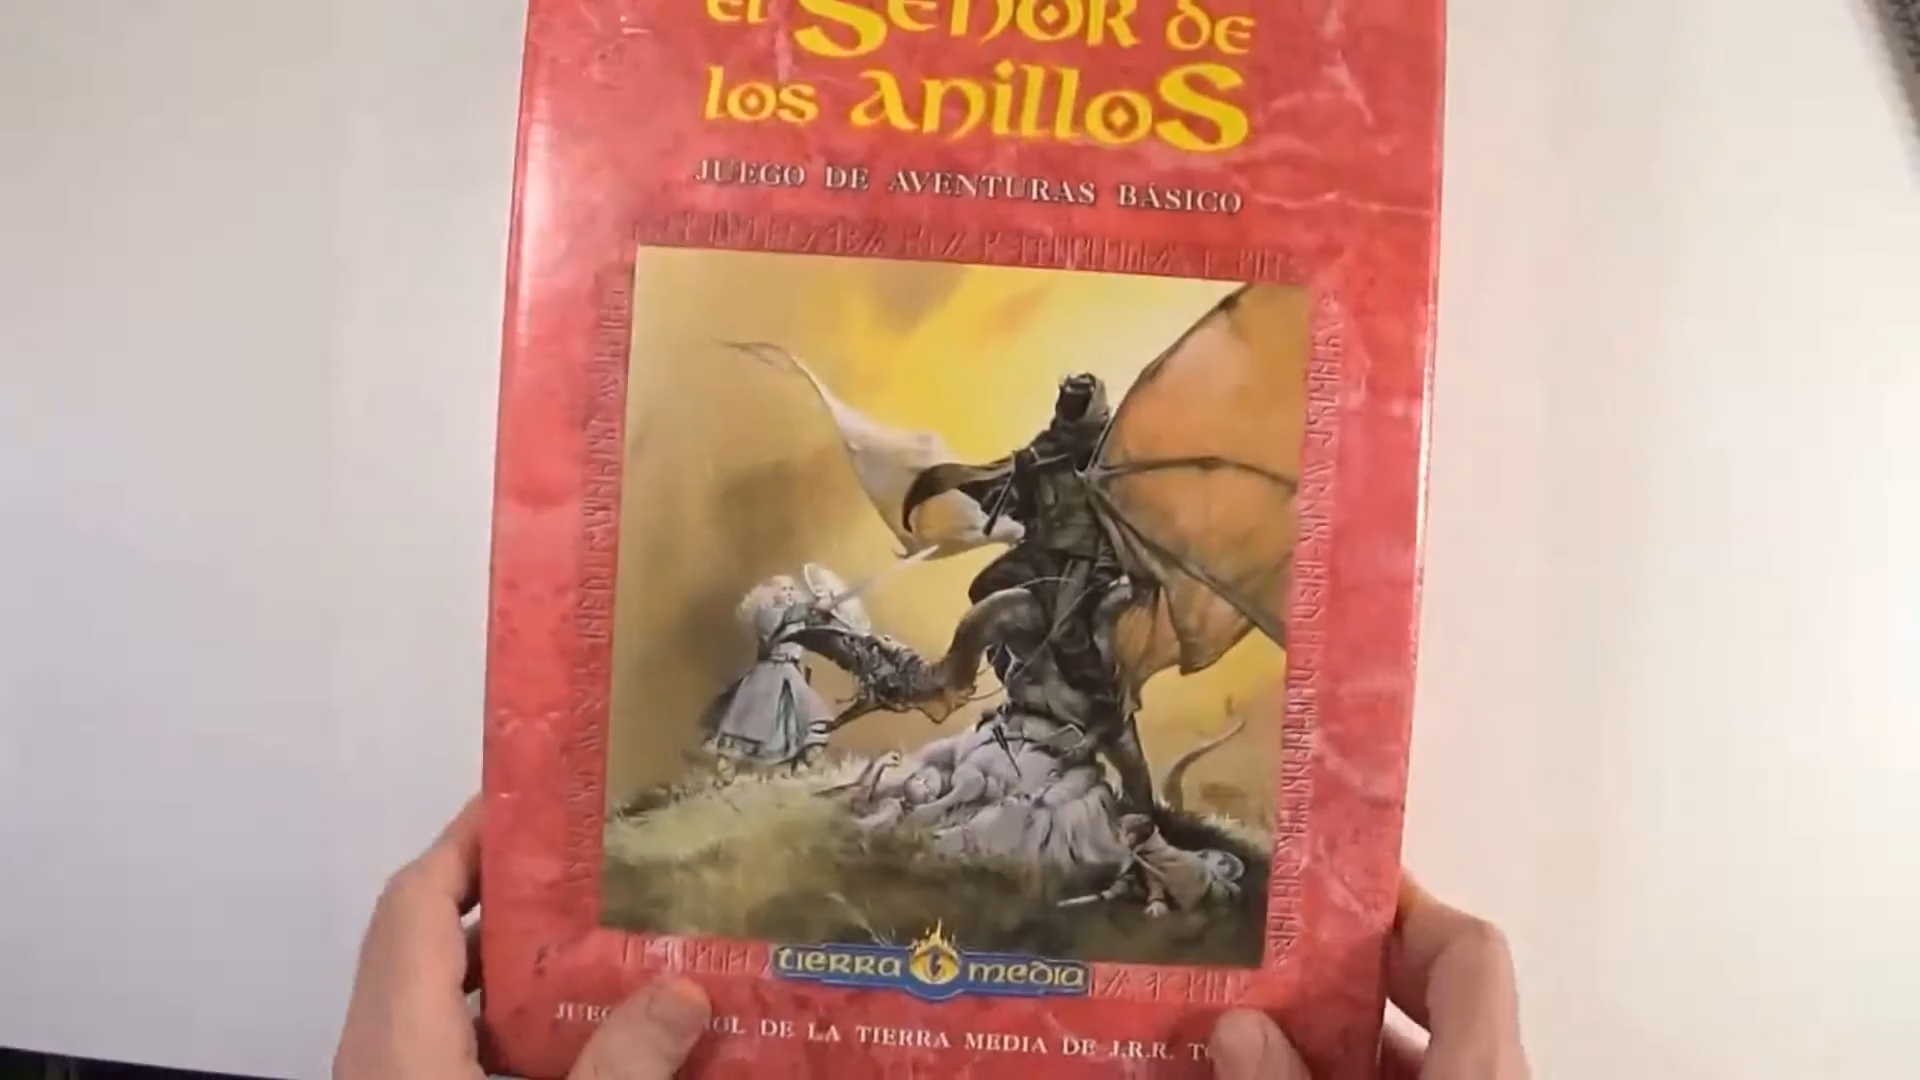 el Señor de
los anilloS
JUEGO DE AVENTURAS BÁSICO
tierra media
DE LA TIERRA MEDIA DE J.R.R.